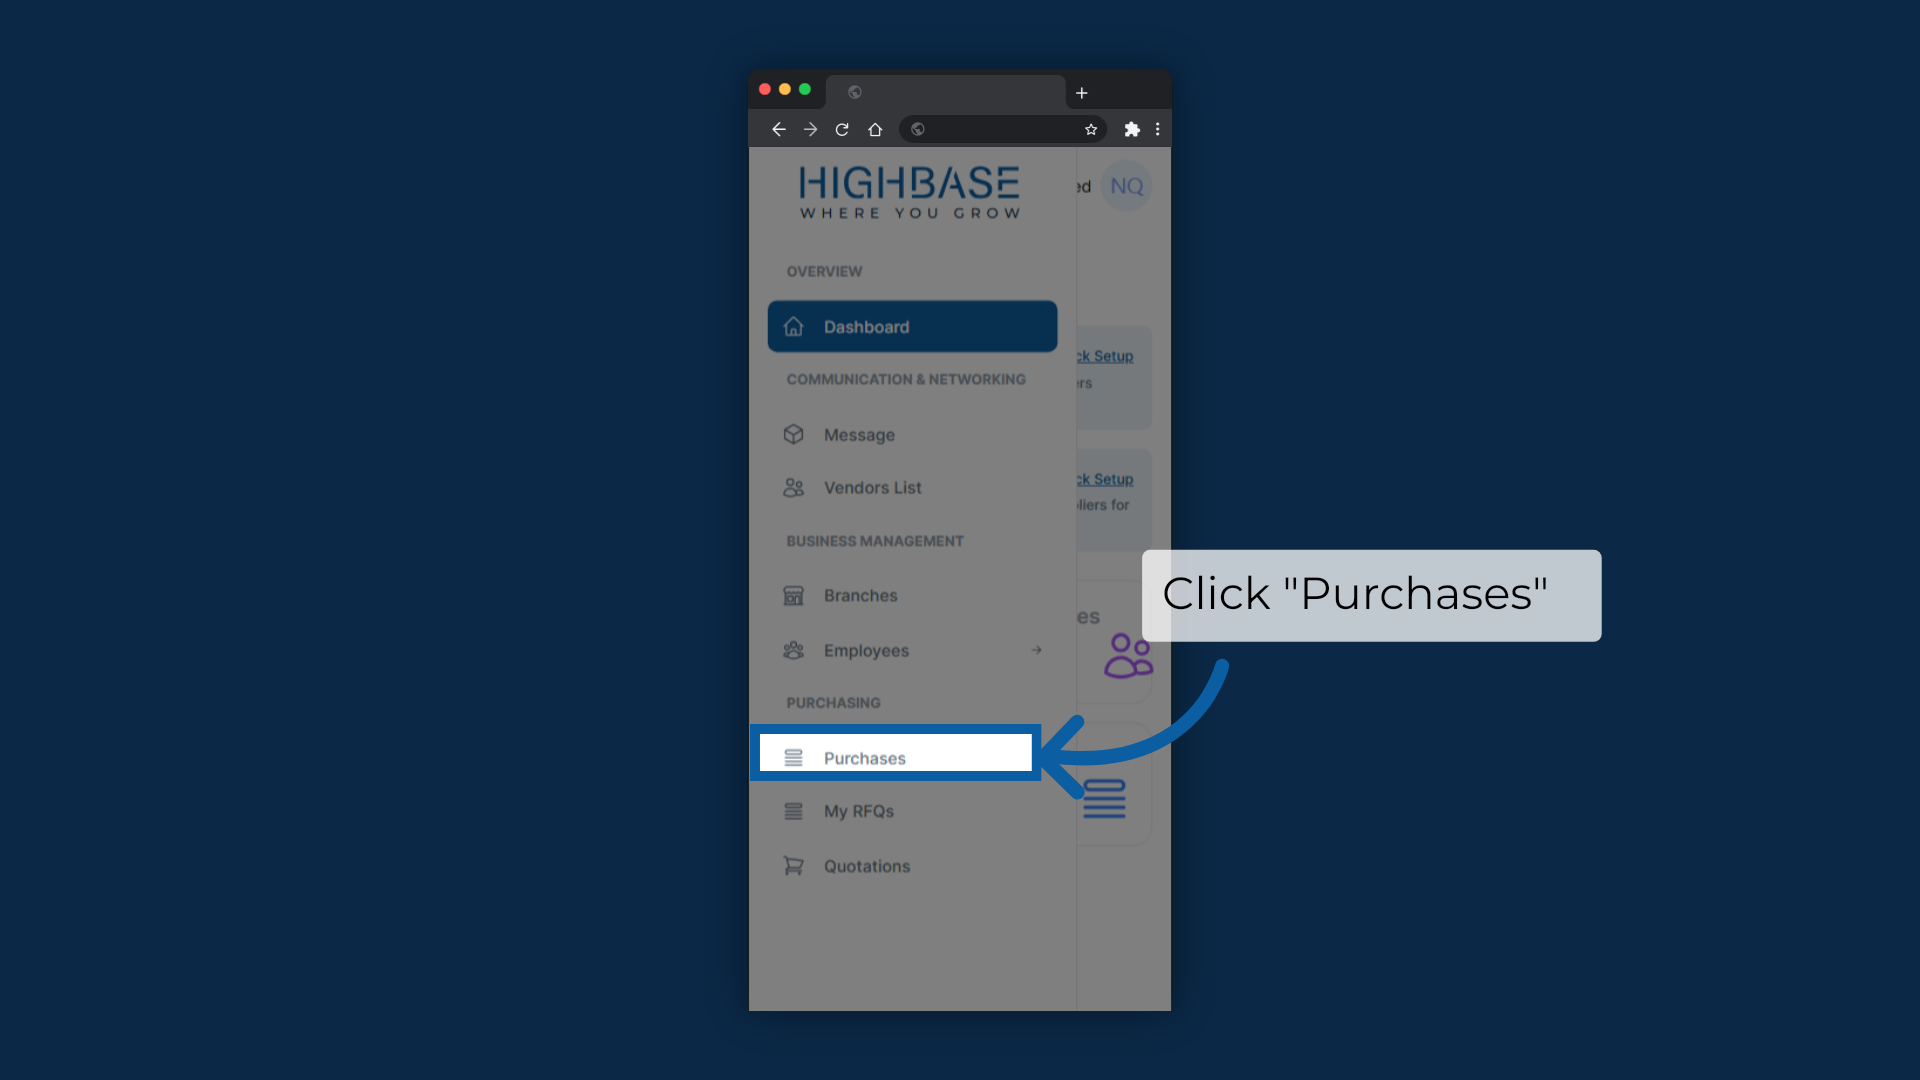 HIGHBASE
WHERE YOU GROW
ed NQ
OVERVIEW
Dashboard
ck Setup
COMMUNICATION & NETWORKING
ers
Message
ck Setup
Vendors List
liers for
BUSINESS MANAGEMENT
Branches
Click "Purchases"
es
Employees
PURCHASING
Purchases
My RFQs
Quotations